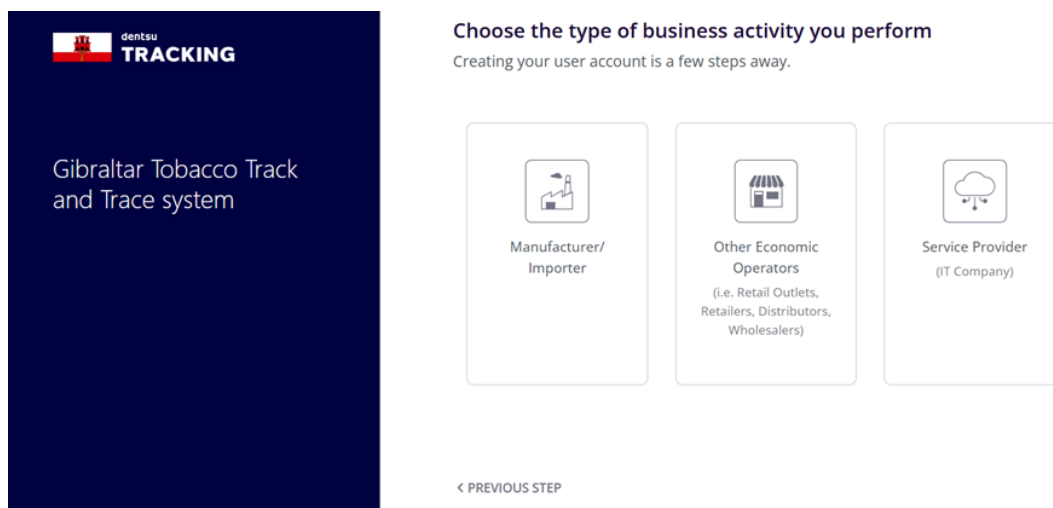 dentsu
TRACKING
Gibraltar Tobacco Track
and Trace system
Choose the type of business activity you perform
Creating your user account is a few steps away.
Manufacturer/
Importer
Other Economic
Operators
(i.e. Retail Outlets,
Retailers, Distributors,
Wholesalers)
Service Provider
(IT Company)
< PREVIOUS STEP